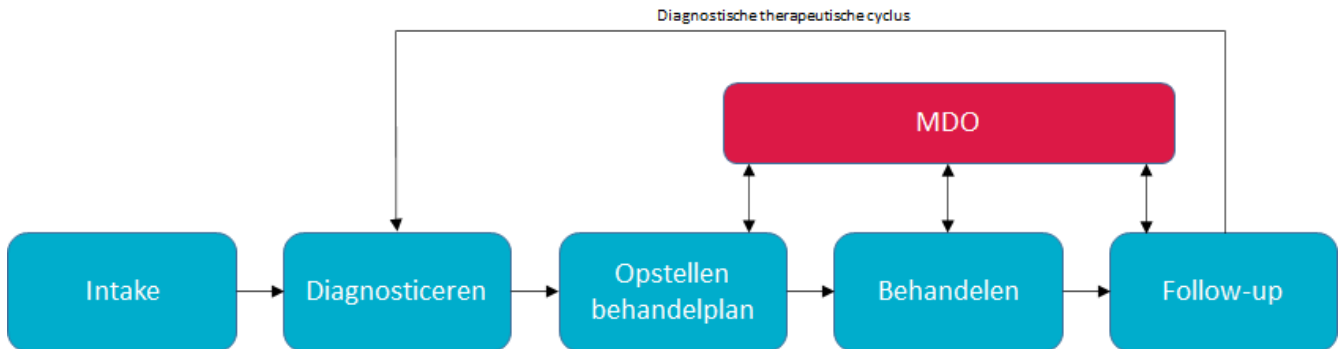 Diagnostische therapeutische cyclus
MDO
Intake
Diagnosticeren
Opstellen
behandelplan
Behandelen
Follow-up